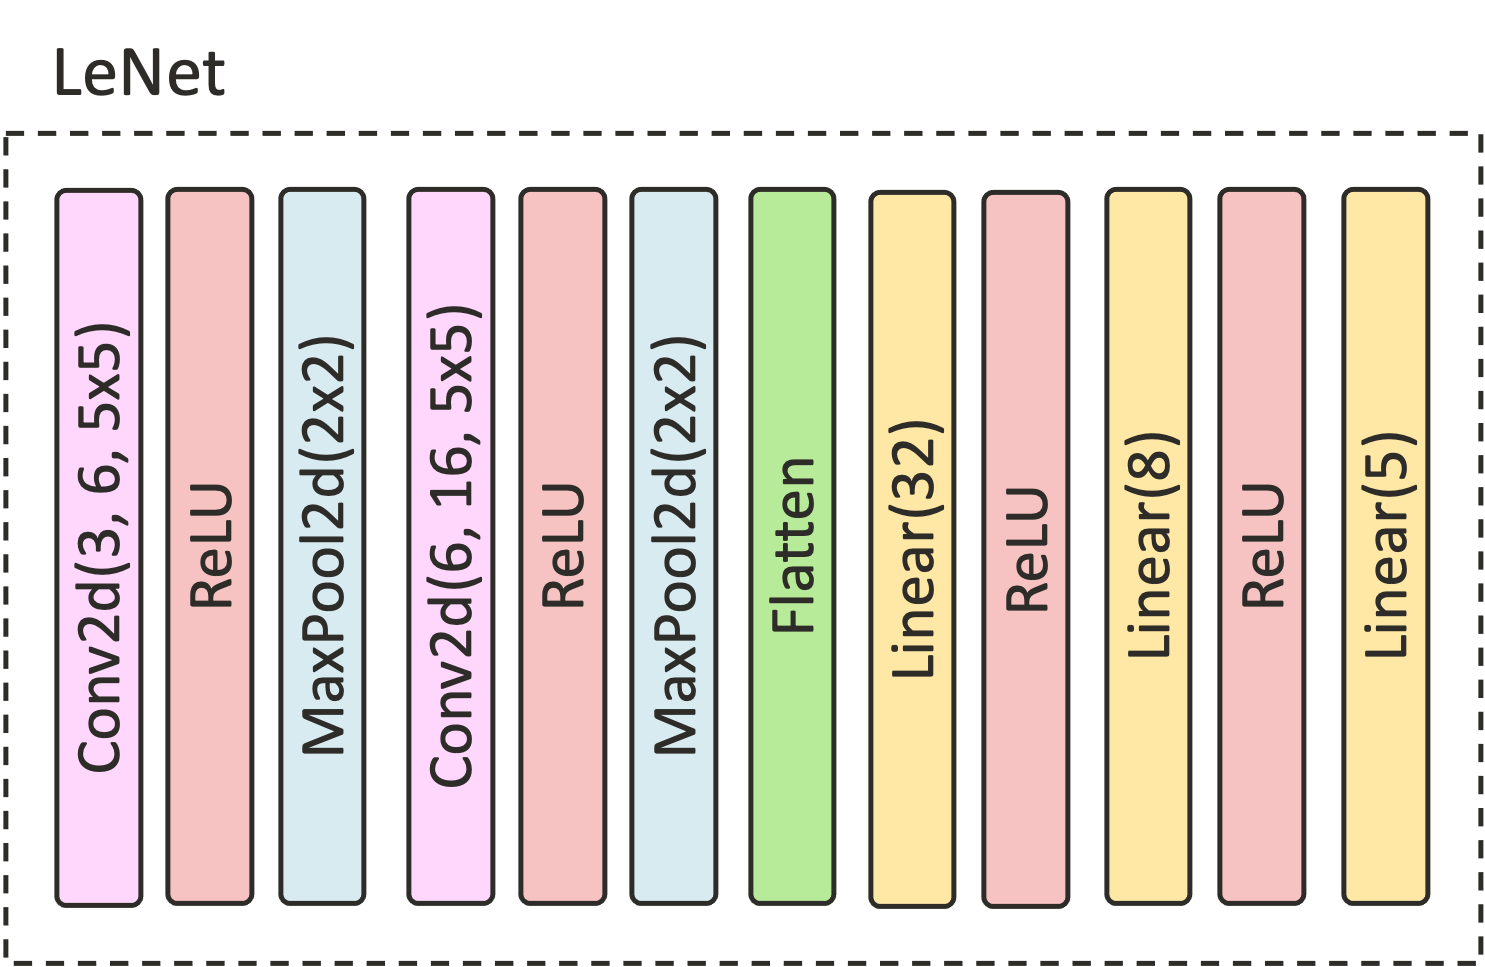 LeNet
Conv2d(3, 6, 5x5)
ReLU
MaxPool2d(2x2)
Conv2d(6, 16, 5x5)
ReLU
MaxPool2d(2x2)
Flatten
Linear(32)
ReLU
Linear(8)
ReLU
Linear(5)